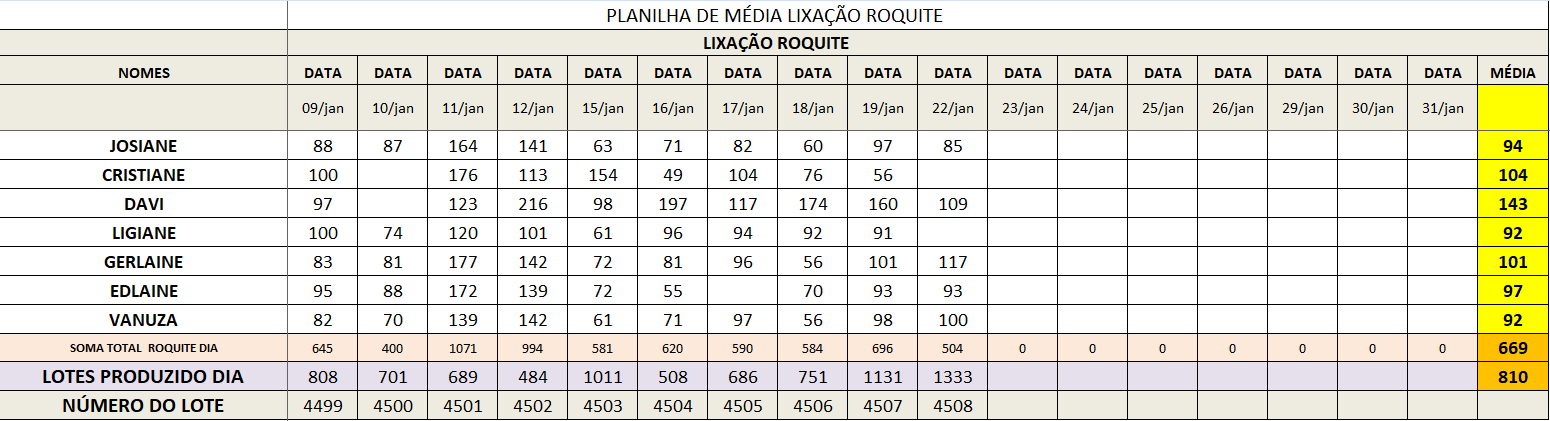 PLANILHA DE MÉDIA LIXAÇÃO ROQUITE
LIXAÇÃO ROQUITE
NOMES DATA DATA DATA DATA DATA DATA DATA DATA DATA DATA DATA DATA DATA DATA DATA DATA DATA MÉDIA
09/jan 10/jan 11/jan 12/jan 15/jan 16/jan 17/jan 18/jan 19/jan 22/jan 23/jan 24/jan 25/jan 26/jan 29/jan 30/jan 31/jan
JOSIANE 88 87 164 141 63 71 82 60 97 85 94
CRISTIANE 100 176 113 154 49 104 76 56 104
DAVI 97 123 216 98 197 117 174 160 109 143
LIGIANE 100 74 120 101 61 96 94 92 91 92
GERLAINE 83 81 177 142 72 81 96 56 101 117 101
EDLAINE 95 88 172 139 72 55 70 93 93 97
VANUZA 82 70 139 142 61 71 97 56 98 100 92
SOMA TOTAL ROQUITE DIA 645 400 1071 994 581 620 590 584 696 504 0 0 0 0 0 0 0 669
LOTES PRODUZIDO DIA 808 701 689 484 1011 508 686 751 1131 1333 810
NÚMERO DO LOTE 4499 4500 4501 4502 4503 4504 4505 4506 4507 4508